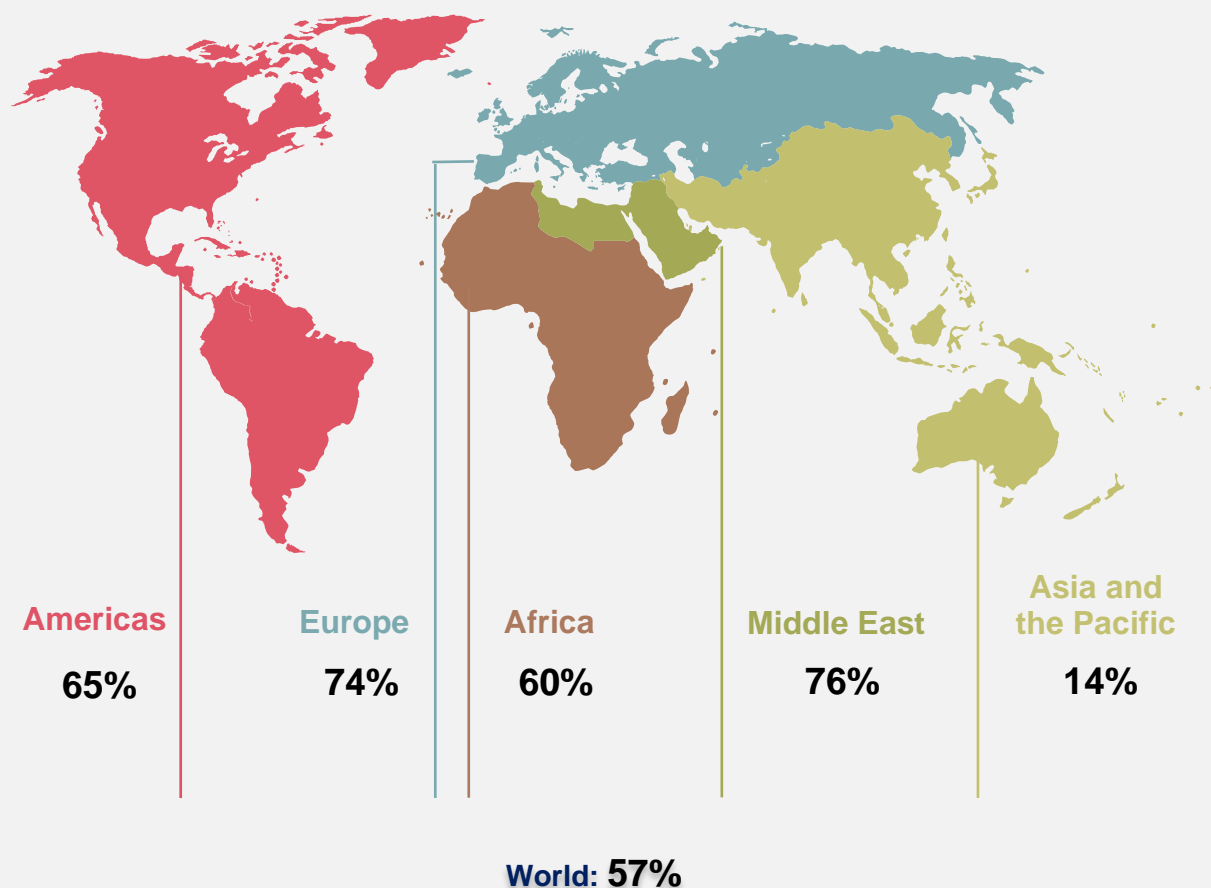 Americas
65%
Europe
74%
Africa
60%
Middle East
76%
Asia and
the Pacific
14%
World: 57%